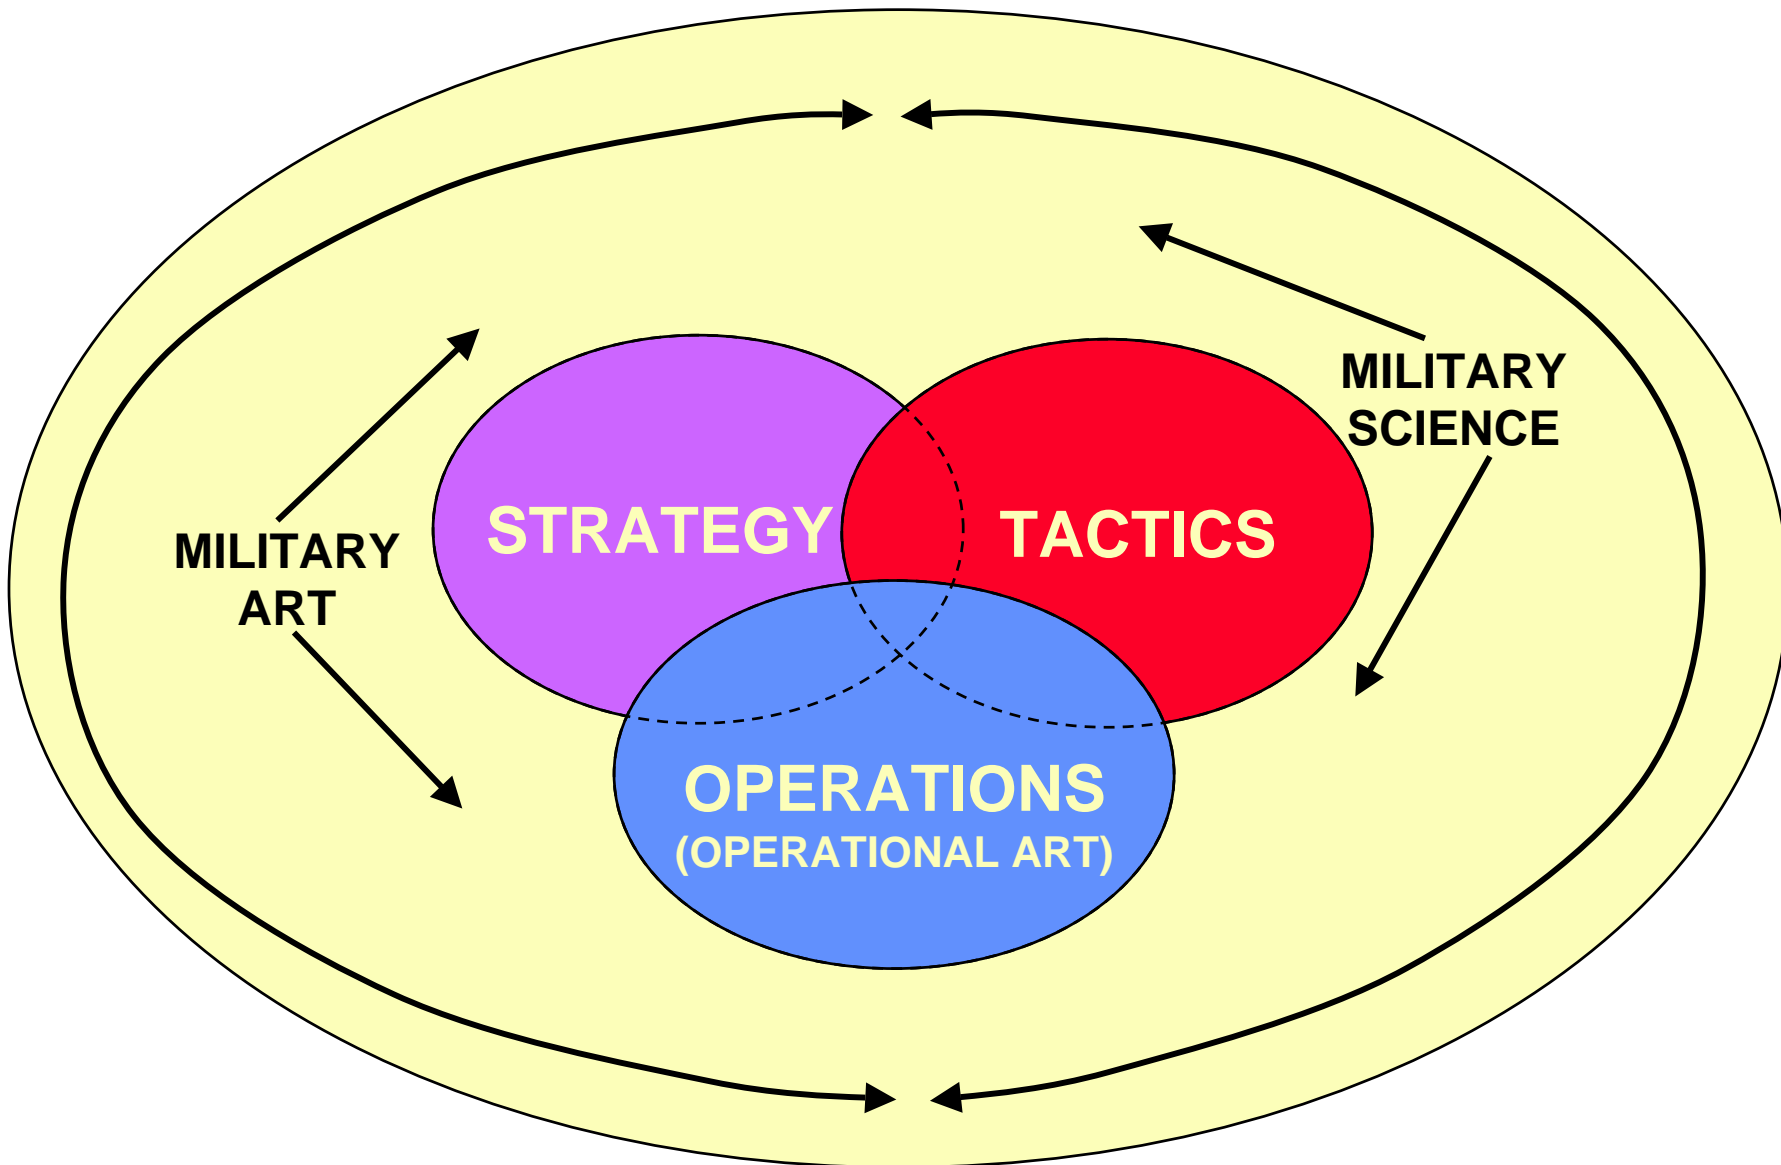 MILITARY
SCIENCE
STRATEGY
TACTICS
MILITARY
ART
OPERATIONS
(OPERATIONAL ART)